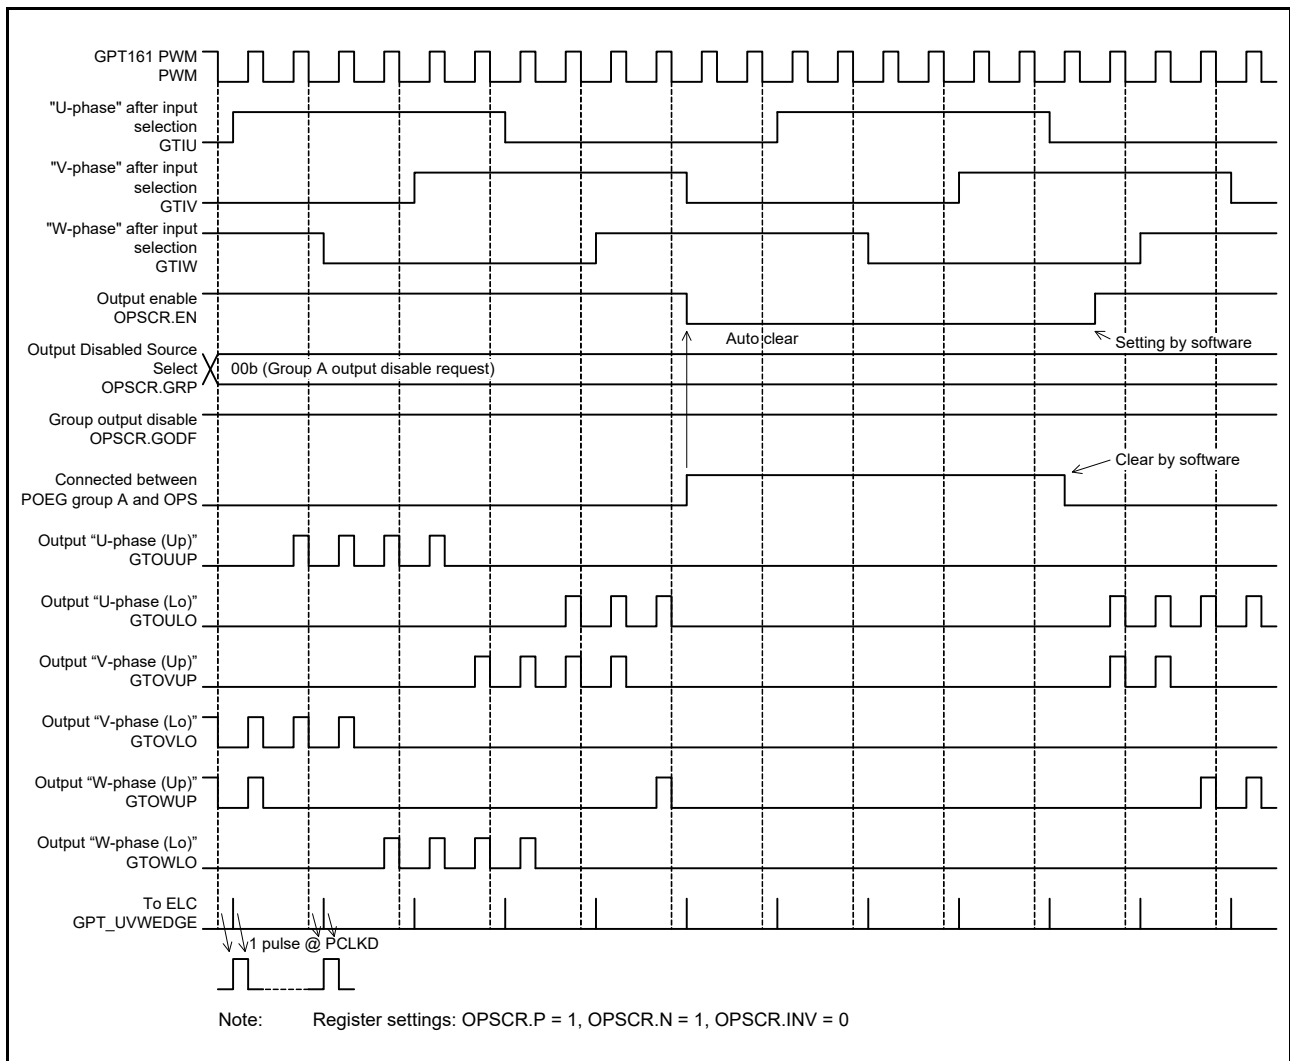 GPT161 PWM
PWM
"U-phase" after input
selection
GTIU
"V-phase" after input
selection
GTIV
"W-phase" after input
selection
GTIW
Output enable
OPSCR.EN
Auto clear
Setting by software
Output Disabled Source
Select
OPSCR.GRP
00b (Group A output disable request)
Group output disable
OPSCR.GODF
Clear by software
Connected between
POEG group A and OPS
Output “U-phase (Up)”
GTOUUP
Output “U-phase (Lo)”
GTOULO
Output “V-phase (Up)”
GTOVUP
Output “V-phase (Lo)”
GTOVLO
Output “W-phase (Up)”
GTOWUP
Output “W-phase (Lo)”
GTOWLO
To ELC
GPT_UVWEDGE
1 pulse @ PCLKD
Note: Register settings: OPSCR.P = 1, OPSCR.N = 1, OPSCR.INV = 0